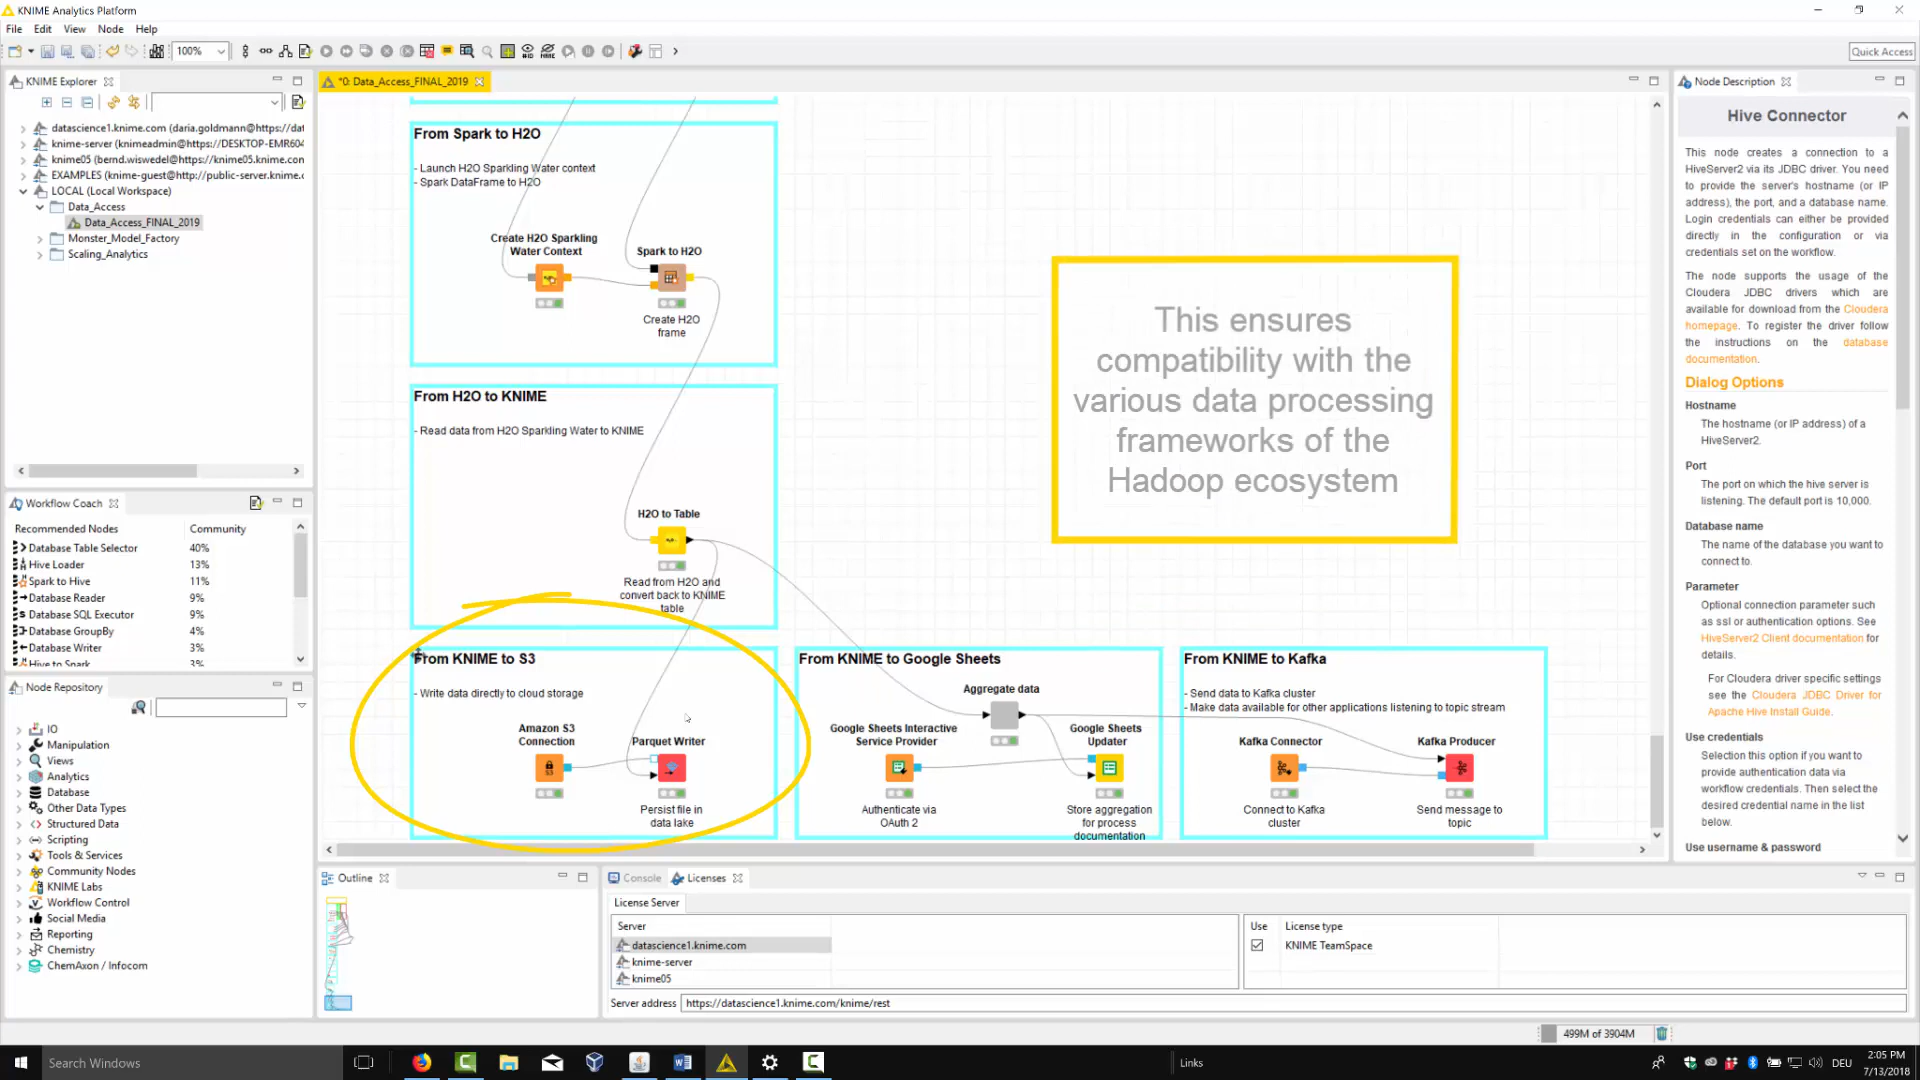 KNIME Analytics Platform
File Edit View Node Help
100%
Quick Access
KNIME Explorer
datascience1.knime.com (daria.goldmann@https://dat
knime-server (knimeadmin@https://DESKTOP-EMR604
knime05 (bernd.wiswedel@https://knime05.knime.con
EXAMPLES (knime-guest@http://public-server.knime.c
LOCAL (Local Workspace)
Data_Access
Data_Access_FINAL_2019
Monster_Model_Factory
Scaling_Analytics
Workflow Coach
Recommended Nodes Community
Database Table Selector 40%
Hive Loader 13%
Spark to Hive 11%
Database Reader 9%
Database SQL Executor 9%
Database GroupBy 4%
Database Writer 3%
Hive to Spark 3%
Node Repository
IO
Manipulation
Views
Analytics
Database
Other Data Types
Structured Data
Scripting
Tools & Services
Community Nodes
KNIME Labs
Workflow Control
Social Media
Reporting
Chemistry
ChemAxon / Infocom
*0: Data_Access_FINAL_2019
From Spark to H2O
- Launch H2O Sparkling Water context
- Spark DataFrame to H2O
Create H2O Sparkling
Water Context
Spark to H2O
Create H2O
frame
From H2O to KNIME
- Read data from H2O Sparkling Water to KNIME
H2O to Table
Read from H2O and
convert back to KNIME
table
This ensures
compatibility with the
various data processing
frameworks of the
Hadoop ecosystem
From KNIME to S3
- Write data directly to cloud storage
Amazon S3
Connection
S3
Parquet Writer
Persist file in
data lake
From KNIME to Google Sheets
Aggregate data
Google Sheets Interactive
Service Provider
Authenticate via
OAuth 2
Google Sheets
Updater
Store aggregation
for process
documentation
From KNIME to Kafka
- Send data to Kafka cluster
- Make data available for other applications listening to topic stream
Kafka Connector
Connect to Kafka
cluster
Kafka Producer
Send message to
topic
Outline
Console Licenses
License Server
Server
datascience1.knime.com
knime-server
knime05
Use License type
KNIME TeamSpace
Server address https://datascience1.knime.com/knime/rest
Node Description
Hive Connector
This node creates a connection to a
HiveServer2 via its JDBC driver. You need
to provide the server's hostname (or IP
address), the port, and a database name.
Login credentials can either be provided
directly in the configuration or via
credentials set on the workflow.
The node supports the usage of the
Cloudera JDBC drivers which are
available for download from the Cloudera
homepage. To register the driver follow
the instructions on the database
documentation.
Dialog Options
Hostname
The hostname (or IP address) of a
HiveServer2.
Port
The port on which the hive server is
listening. The default port is 10,000.
Database name
The name of the database you want to
connect to.
Parameter
Optional connection parameter such
as ssl or authentication options. See
HiveServer2 Client documentation for
details.
For Cloudera driver specific settings
see the Cloudera JDBC Driver for
Apache Hive Install Guide.
Use credentials
Selection this option if you want to
provide authentication data via
workflow credentials. Then select the
desired credential name in the list
below.
Use username & password
499M of 3904M
Search Windows
Links
DEU
2:05 PM
7/13/2018